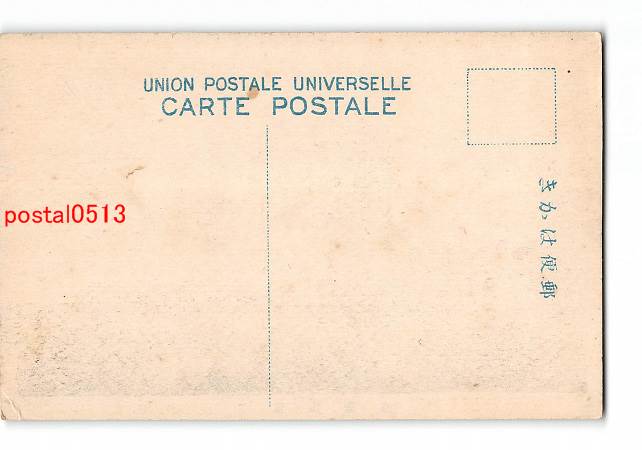 UNION POSTALE UNIVERSELLE
CARTE POSTALE
きかは便郵
postal0513